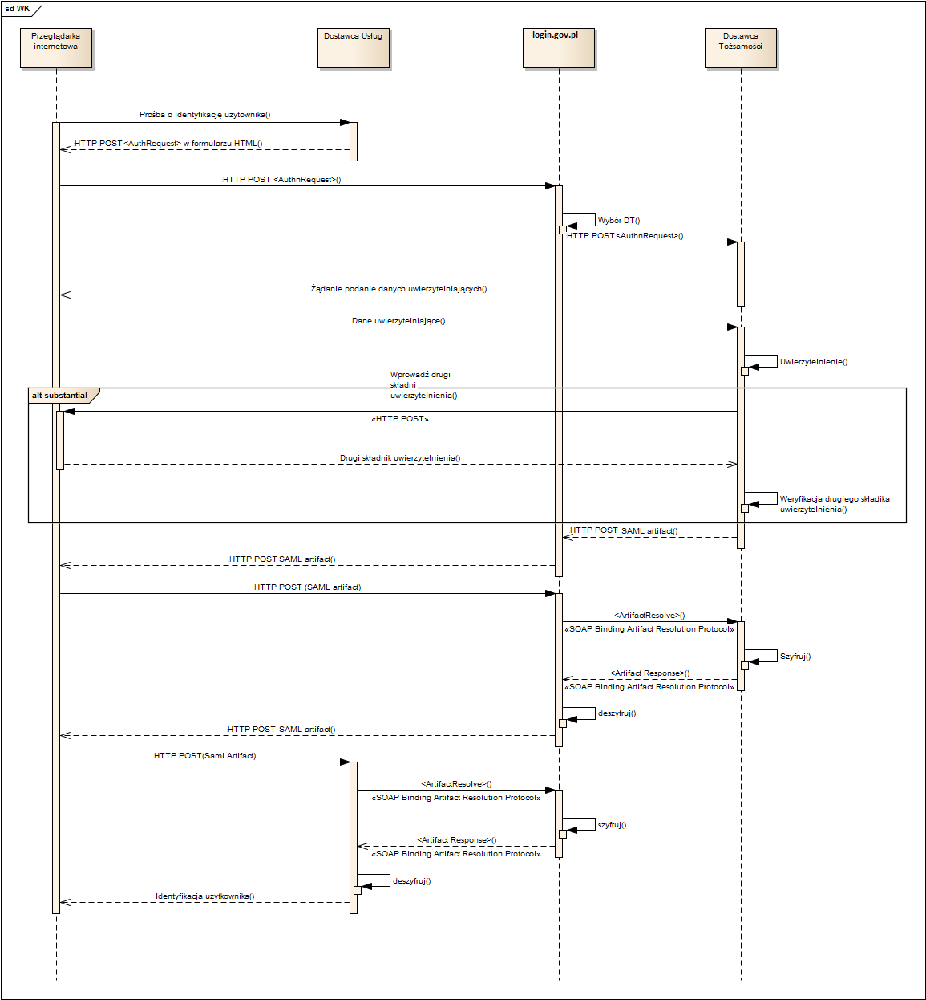 sd WK
Przeglądarka
internetowa
Dostawca Usług
login.gov.pl
Dostawca
Tożsamości
Prośba o identyfikację użytownika()
HTTP POST <AuthRequest> w formularzu HTML()
HTTP POST <AuthnRequest>()
Wybór DT()
HTTP POST <AuthnRequest>()
Żądanie podanie danych uwierzytelniających()
Dane uwierzytelniające()
Uwierzytelnienie()
Wprowadź drugi
składni
uwierzytelnienia()
alt substantial
«HTTP POST»
Drugi składnik uwierzytelnienia()
Weryfikacja drugiego składika
uwierzytelnienia()
HTTP POST SAML artifact()
HTTP POST SAML artifact()
HTTP POST (SAML artifact)
<ArtifactResolve>()
«SOAP Binding Artifact Resolution Protocol»
Szyfruj()
<Artifact Response>()
«SOAP Binding Artifact Resolution Protocol»
deszyfruj()
HTTP POST SAML artifact()
HTTP POST(Saml Artifact)
<ArtifactResolve>()
«SOAP Binding Artifact Resolution Protocol»
szyfruj()
<Artifact Response>()
«SOAP Binding Artifact Resolution Protocol»
deszyfruj()
Identyfikacja użytkownika()